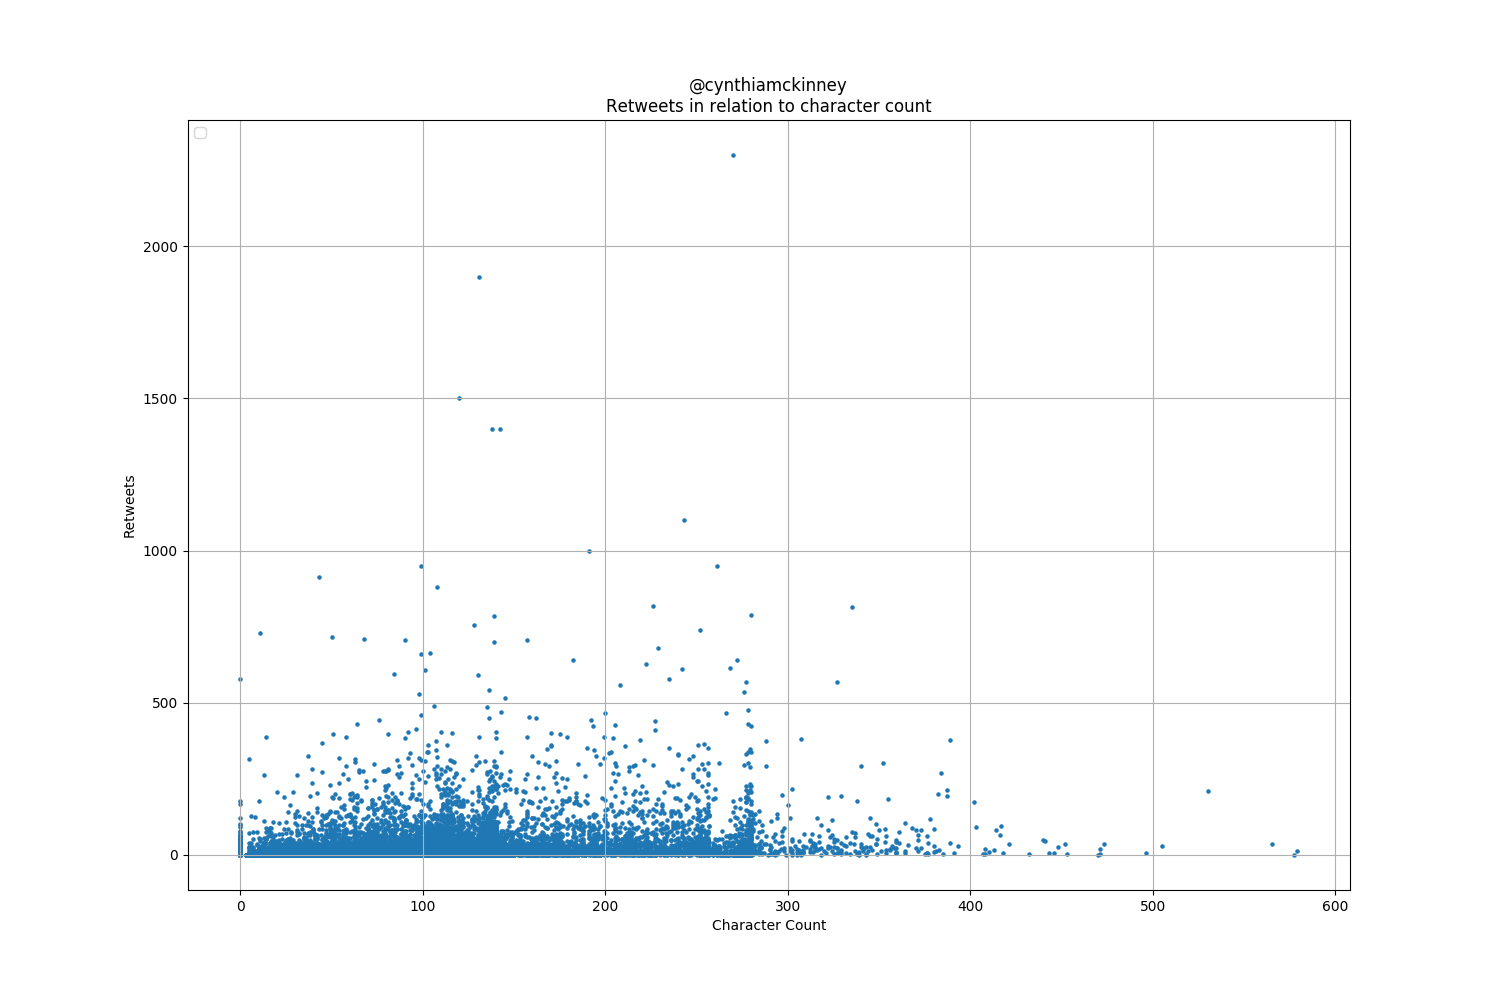 @cynthiamckinney
Retweets in relation to character count
Retweets
2000
1500
1000
500
0
0 100 200 300 400 500 600
Character Count